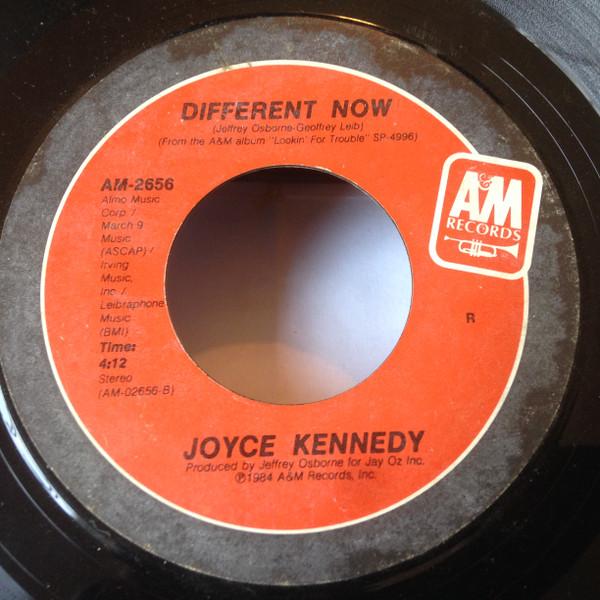 DIFFERENT NOW
(Jeffrey Osborne-Geoffrey Leib)
(From the A&M album "Lookin' For Trouble" SP-4996)
AM-2656
Almo Music
Corp./
March 9
Music
(ASCAP)/
Irving
Music,
Inc./
Leibraphone
Music
(BMI)
Time:
4:12
Stereo
(AM-02656-B)
A&M
RECORDS
R
JOYCE KENNEDY
Produced by Jeffrey Osborne for Jay Oz Inc.
℗1984 A&M Records, Inc.